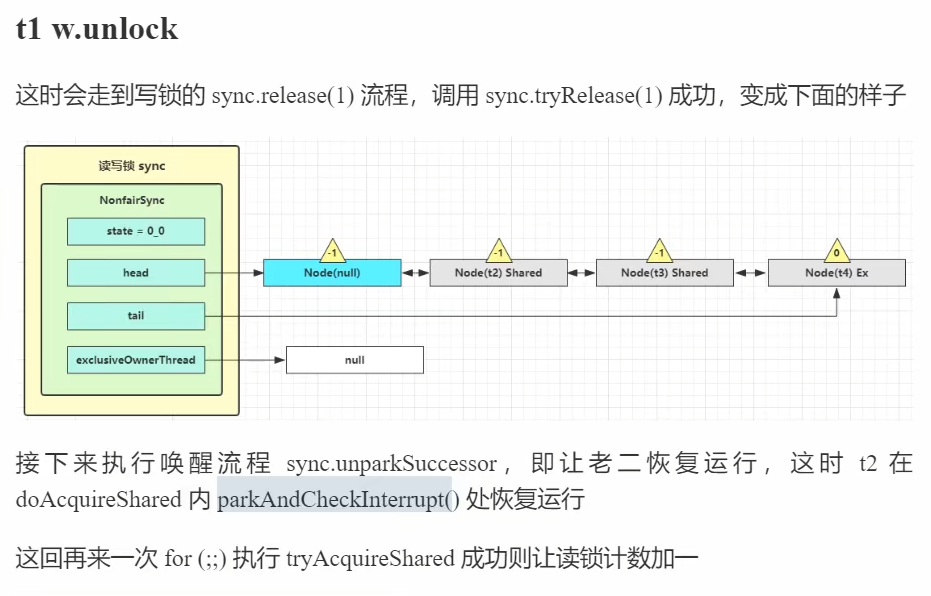 t1 w.unlock
这时会走到写锁的 sync.release(1) 流程，调用 sync.tryRelease(1) 成功，变成下面的样子
读写锁 sync
NonfairSync
state = 0_0
head
tail
exclusiveOwnerThread
-1
Node(null)
-1
Node(t2) Shared
-1
Node(t3) Shared
0
Node(t4) Ex
null
接下来执行唤醒流程 sync.unparkSuccessor，即让老二恢复运行，这时 t2 在
doAcquireShared 内 parkAndCheckInterrupt() 处恢复运行
这回再来一次 for (;;) 执行 tryAcquireShared 成功则让读锁计数加一